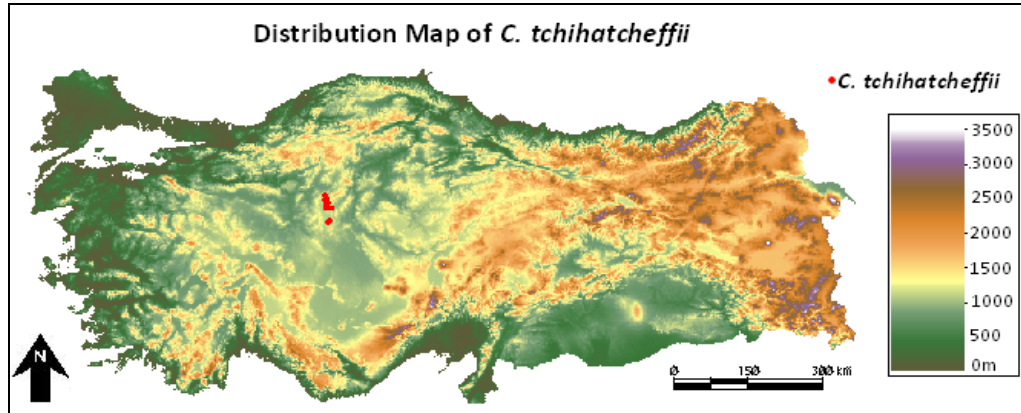 Distribution Map of C. tchihatcheffii
C. tchihatcheffii
3500
3000
2500
2000
1500
1000
500
0m
N
0 150 300 km